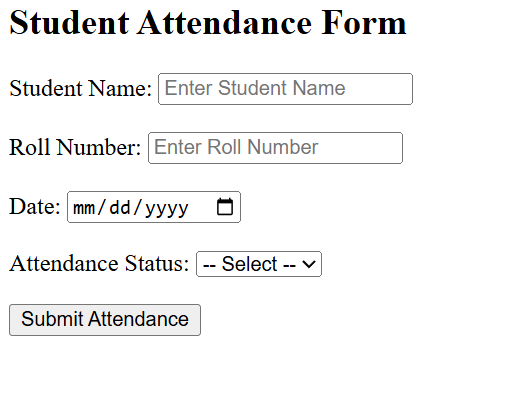 Student Attendance Form
Student Name: Enter Student Name
Roll Number: Enter Roll Number
Date: mm/dd/yyyy
Attendance Status: -- Select --
Submit Attendance